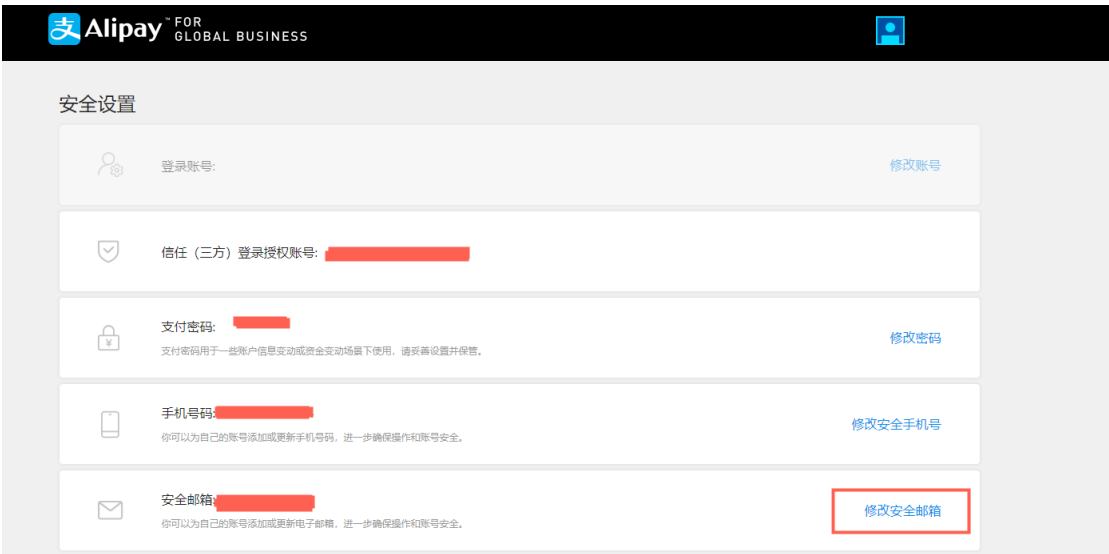 支 Alipay™ FOR
GLOBAL BUSINESS
安全设置
登录账号: 修改账号
信任（三方）登录授权账号:
支付密码:
支付密码用于一些账户信息变动或资金变动场景下使用，请妥善设置并保管。
修改密码
手机号码:
你可以为自己的账号添加或更新手机号码，进一步确保操作和账号安全。
修改安全手机号
安全邮箱:
你可以为自己的账号添加或更新电子邮箱，进一步确保操作和账号安全。
修改安全邮箱